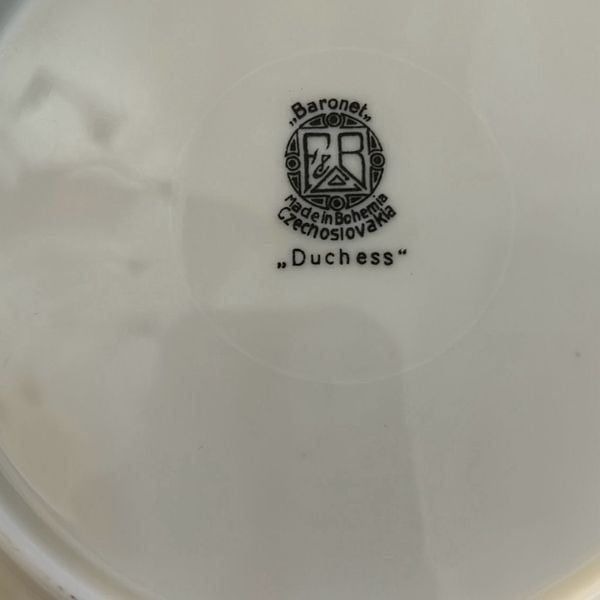 „Baronet„
F&B
Made in Bohemia
Czechoslovakia
„Duchess“